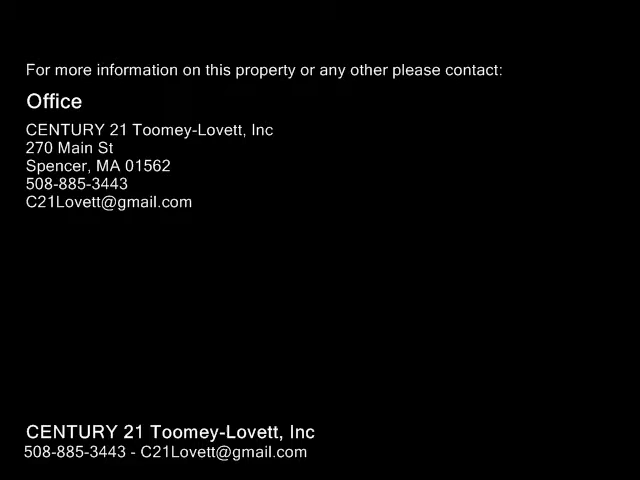 For more information on this property or any other please contact:
Office
CENTURY 21 Toomey-Lovett, Inc
270 Main St
Spencer, MA 01562
508-885-3443
C21Lovett@gmail.com
CENTURY 21 Toomey-Lovett, Inc
508-885-3443 - C21Lovett@gmail.com